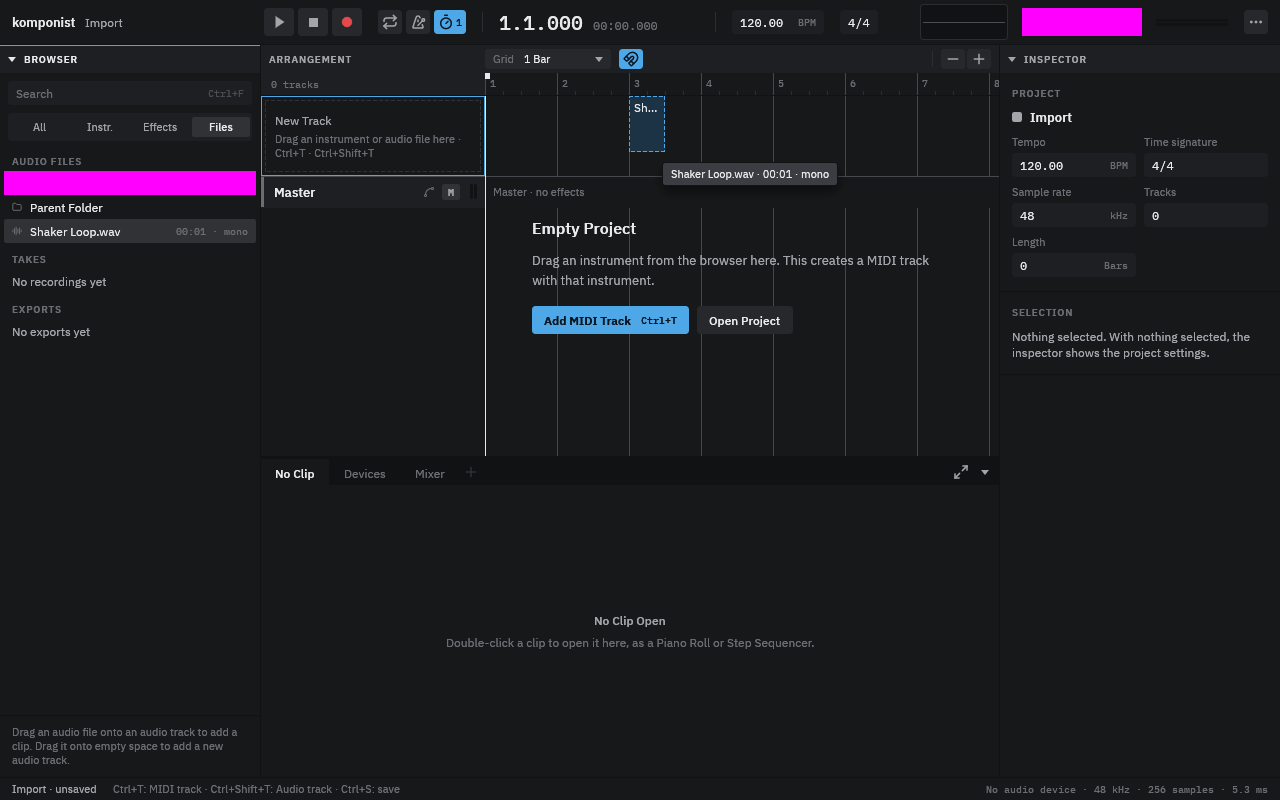 komponist Import
1
1.1.000 00:00.000
120.00 BPM 4/4
BROWSER
Search Ctrl+F
All Instr. Effects Files
AUDIO FILES
Parent Folder
Shaker Loop.wav 00:01 · mono
TAKES
No recordings yet
EXPORTS
No exports yet
Drag an audio file onto an audio track to add a
clip. Drag it onto empty space to add a new
audio track.
ARRANGEMENT
Grid 1 Bar
0 tracks
1 2 3 4 5 6 7 8
New Track
Drag an instrument or audio file here ·
Ctrl+T · Ctrl+Shift+T
Sh...
Shaker Loop.wav · 00:01 · mono
Master M
Master · no effects
Empty Project
Drag an instrument from the browser here. This creates a MIDI track
with that instrument.
Add MIDI Track Ctrl+T Open Project
No Clip Devices Mixer
No Clip Open
Double-click a clip to open it here, as a Piano Roll or Step Sequencer.
INSPECTOR
PROJECT
Import
Tempo Time signature
120.00 BPM 4/4
Sample rate Tracks
48 kHz 0
Length
0 Bars
SELECTION
Nothing selected. With nothing selected, the
inspector shows the project settings.
Import · unsaved Ctrl+T: MIDI track · Ctrl+Shift+T: Audio track · Ctrl+S: save
No audio device · 48 kHz · 256 samples · 5.3 ms